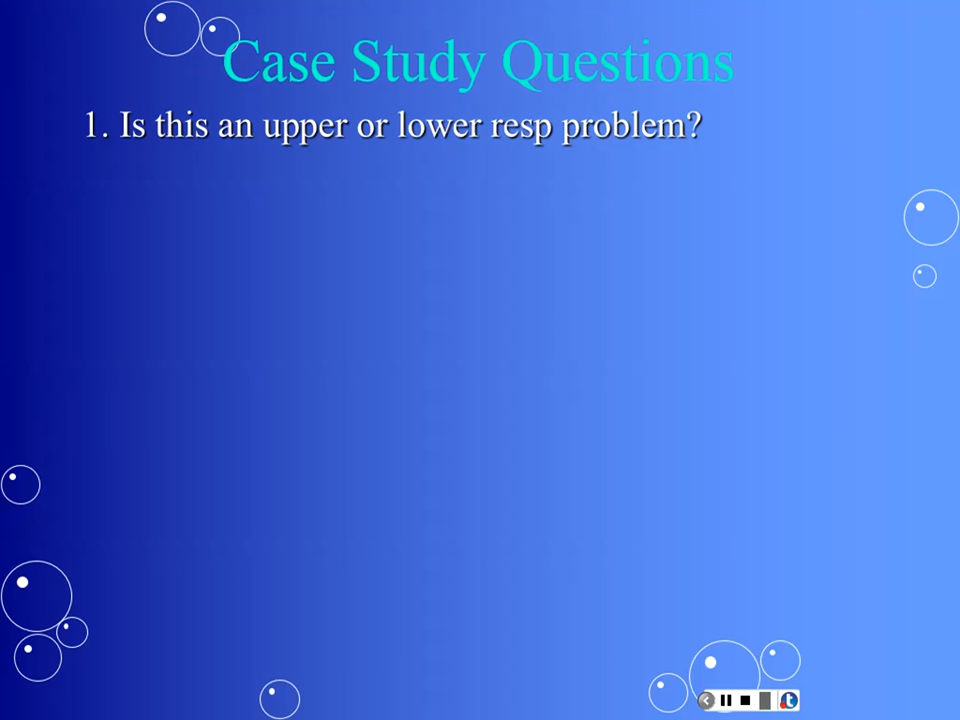 Case Study Questions
1. Is this an upper or lower resp problem?